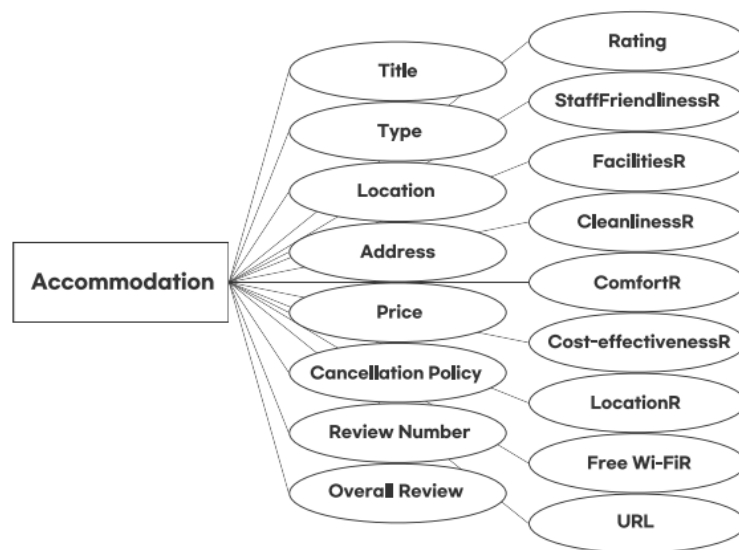 Accommodation
Title
Type
Location
Address
Price
Cancellation Policy
Review Number
Overall Review
Rating
StaffFriendlinessR
FacilitiesR
CleanlinessR
ComfortR
Cost-effectivenessR
LocationR
Free Wi-FiR
URL